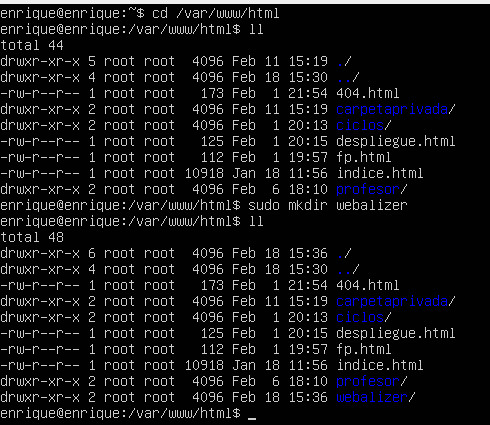 enrique@enrique:~$ cd /var/www/html
enrique@enrique:/var/www/html$ ll
total 44
drwxr-xr-x 5 root root  4096 Feb 11 15:19 ./
drwxr-xr-x 4 root root  4096 Feb 18 15:30 ../
-rw-r--r-- 1 root root   173 Feb  1 21:54 404.html
drwxr-xr-x 2 root root  4096 Feb 11 15:19 carpetaprivada/
drwxr-xr-x 2 root root  4096 Feb  1 20:13 ciclos/
-rw-r--r-- 1 root root   125 Feb  1 20:15 despliegue.html
-rw-r--r-- 1 root root   112 Feb  1 19:57 fp.html
-rw-r--r-- 1 root root 10918 Jan 18 11:56 indice.html
drwxr-xr-x 2 root root  4096 Feb  6 18:10 profesor/
enrique@enrique:/var/www/html$ sudo mkdir webalizer
enrique@enrique:/var/www/html$ ll
total 48
drwxr-xr-x 6 root root  4096 Feb 18 15:36 ./
drwxr-xr-x 4 root root  4096 Feb 18 15:30 ../
-rw-r--r-- 1 root root   173 Feb  1 21:54 404.html
drwxr-xr-x 2 root root  4096 Feb 11 15:19 carpetaprivada/
drwxr-xr-x 2 root root  4096 Feb  1 20:13 ciclos/
-rw-r--r-- 1 root root   125 Feb  1 20:15 despliegue.html
-rw-r--r-- 1 root root   112 Feb  1 19:57 fp.html
-rw-r--r-- 1 root root 10918 Jan 18 11:56 indice.html
drwxr-xr-x 2 root root  4096 Feb  6 18:10 profesor/
drwxr-xr-x 2 root root  4096 Feb 18 15:36 webalizer/
enrique@enrique:/var/www/html$ _